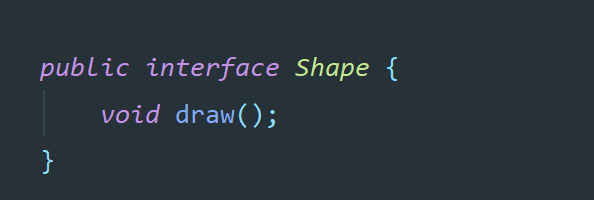 public interface Shape {
    void draw();
}